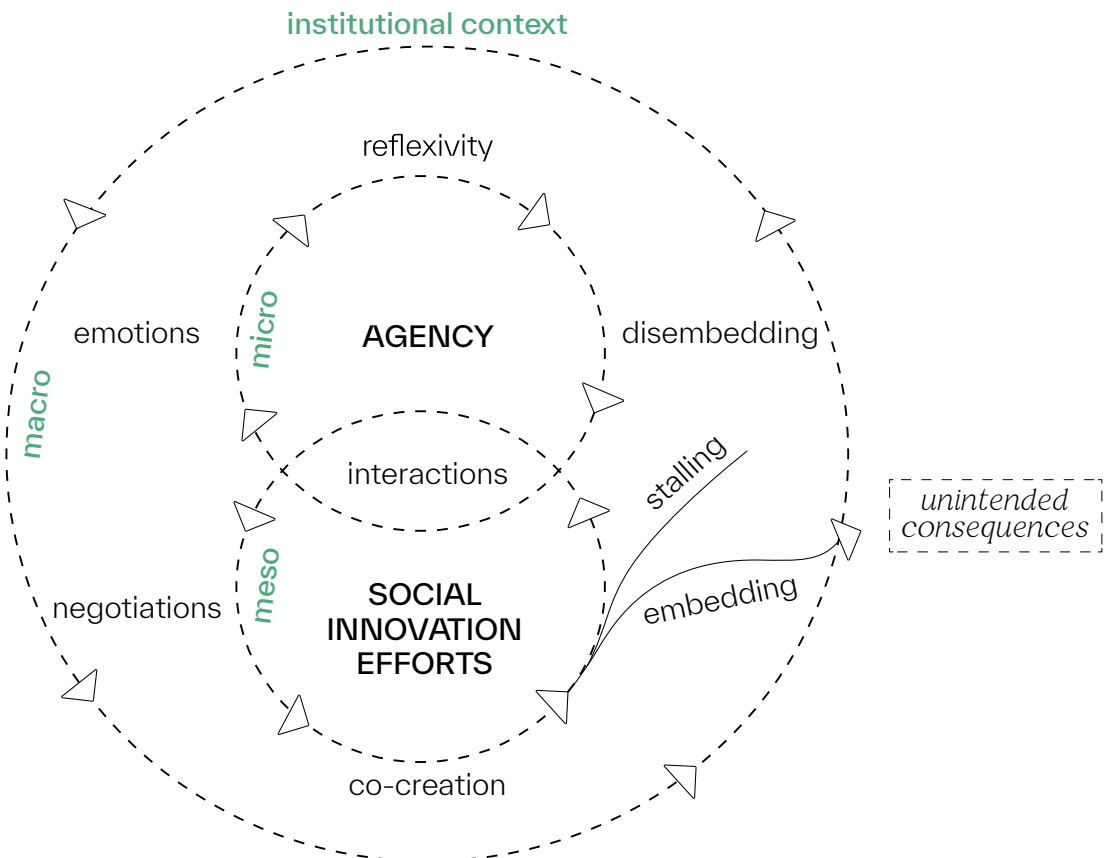 institutional context
reflexivity
micro
emotions
AGENCY
disembedding
macro
interactions
stalling
unintended
consequences
meso
negotiations
SOCIAL
INNOVATION
EFFORTS
embedding
co-creation